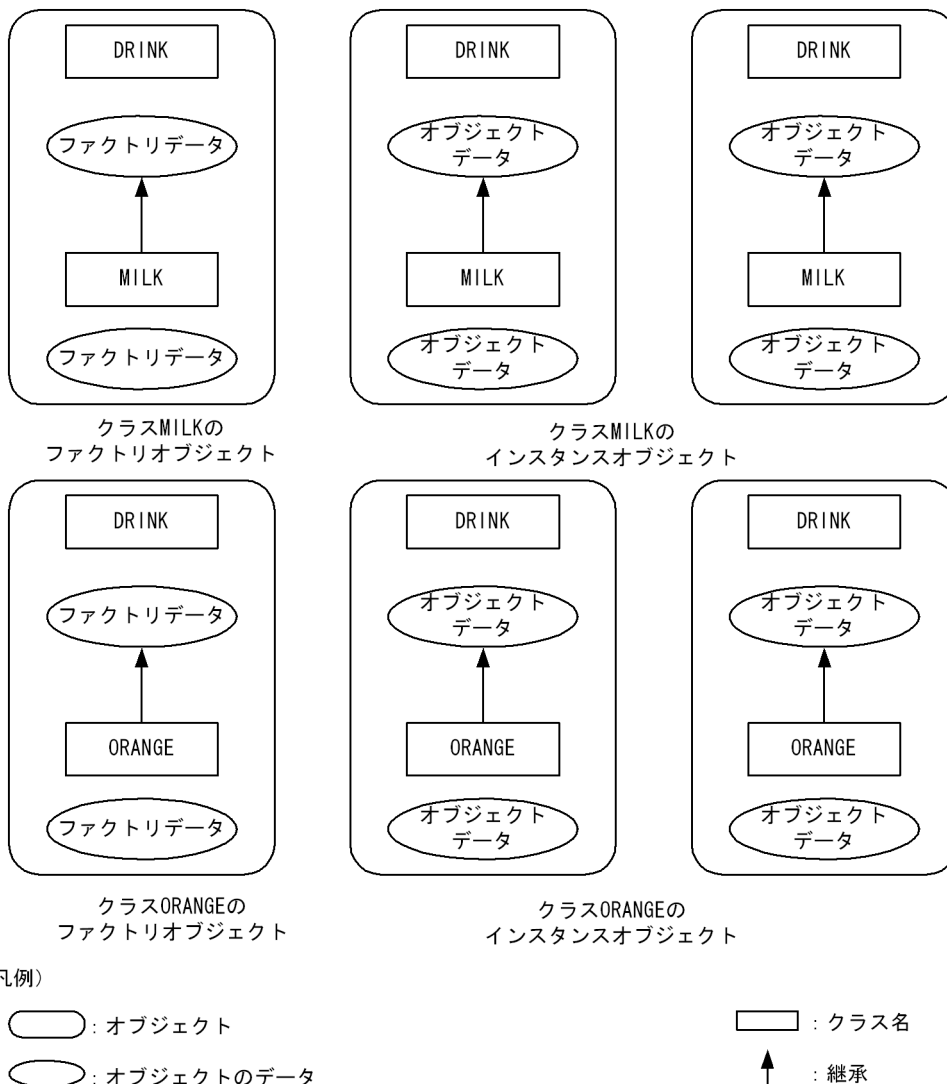 DRINK
DRINK
DRINK
ファクトリデータ
オブジェクト
データ
オブジェクト
データ
MILK
MILK
MILK
ファクトリデータ
オブジェクト
データ
オブジェクト
データ
クラスMILKの
ファクトリオブジェクト
クラスMILKの
インスタンスオブジェクト
DRINK
DRINK
DRINK
ファクトリデータ
オブジェクト
データ
オブジェクト
データ
ORANGE
ORANGE
ORANGE
ファクトリデータ
オブジェクト
データ
オブジェクト
データ
クラスORANGEの
ファクトリオブジェクト
クラスORANGEの
インスタンスオブジェクト
凡例)
: オブジェクト
: クラス名
: オブジェクトのデータ
: 継承